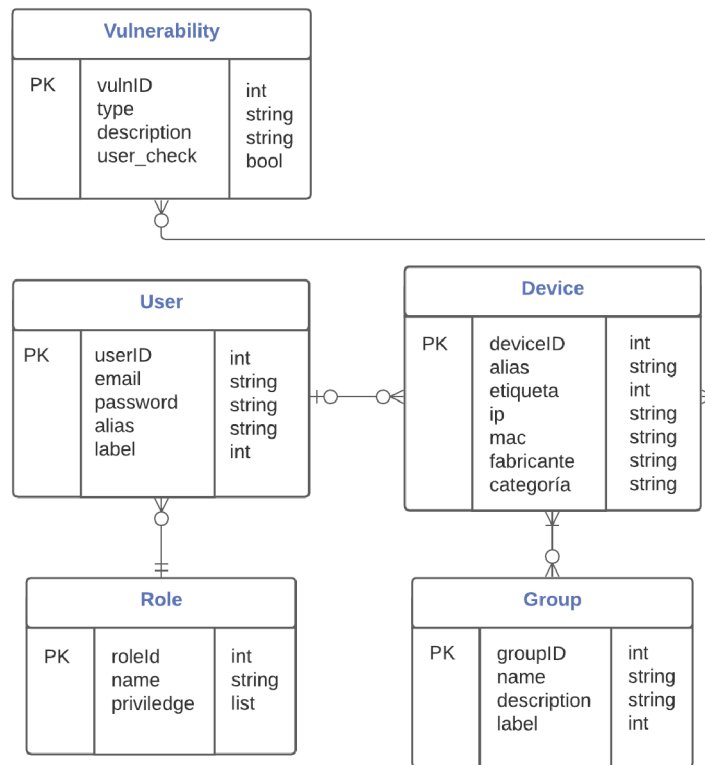 Vulnerability
PK vulnID int
type string
description string
user_check bool
User
PK userID int
email string
password string
alias string
label int
Device
PK deviceID int
alias string
etiqueta int
ip string
mac string
fabricante string
categoría string
Role
PK roleId int
name string
priviledge list
Group
PK groupID int
name string
description string
label int